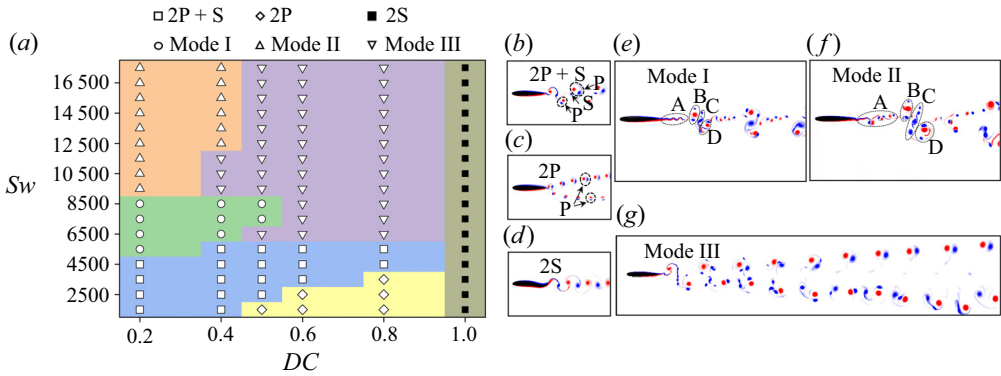 2P + S 2P 2S
Mode I Mode II Mode III
(a)
Sw
16 500
14 500
12 500
10 500
8500
6500
4500
2500
0.2 0.4 0.5 0.6 0.8 1.0
DC
(b)
2P + S
P
S
P
(c)
2P
P
(d)
2S
(e)
Mode I
A
B
C
D
(f)
Mode II
A
B
C
D
(g)
Mode III